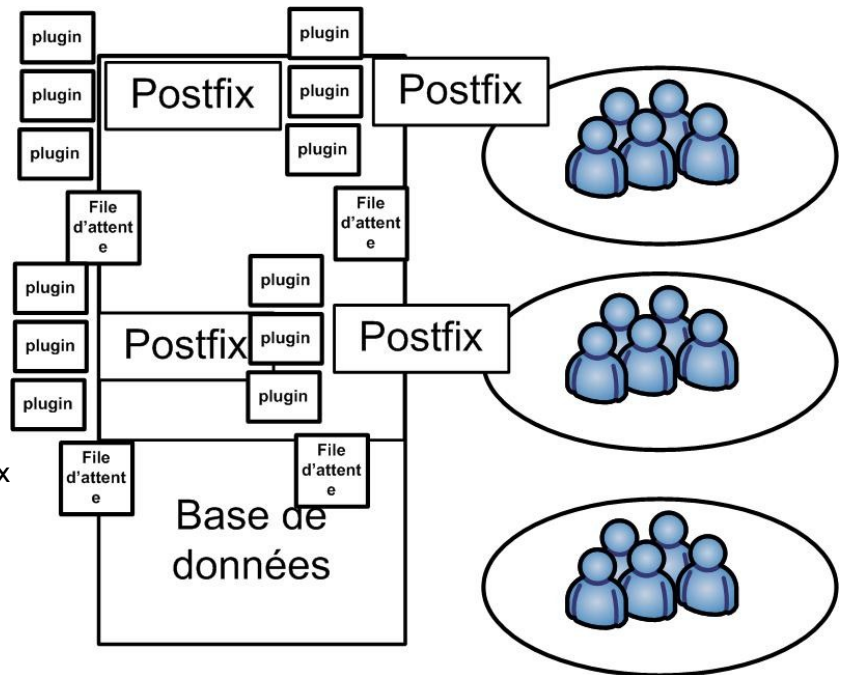 plugin
plugin
plugin
Postfix
plugin
plugin
plugin
Postfix
File
d'attent
e
File
d'attent
e
plugin
plugin
plugin
Postfix
plugin
plugin
plugin
Postfix
File
d'attent
e
File
d'attent
e
x
Base de
données